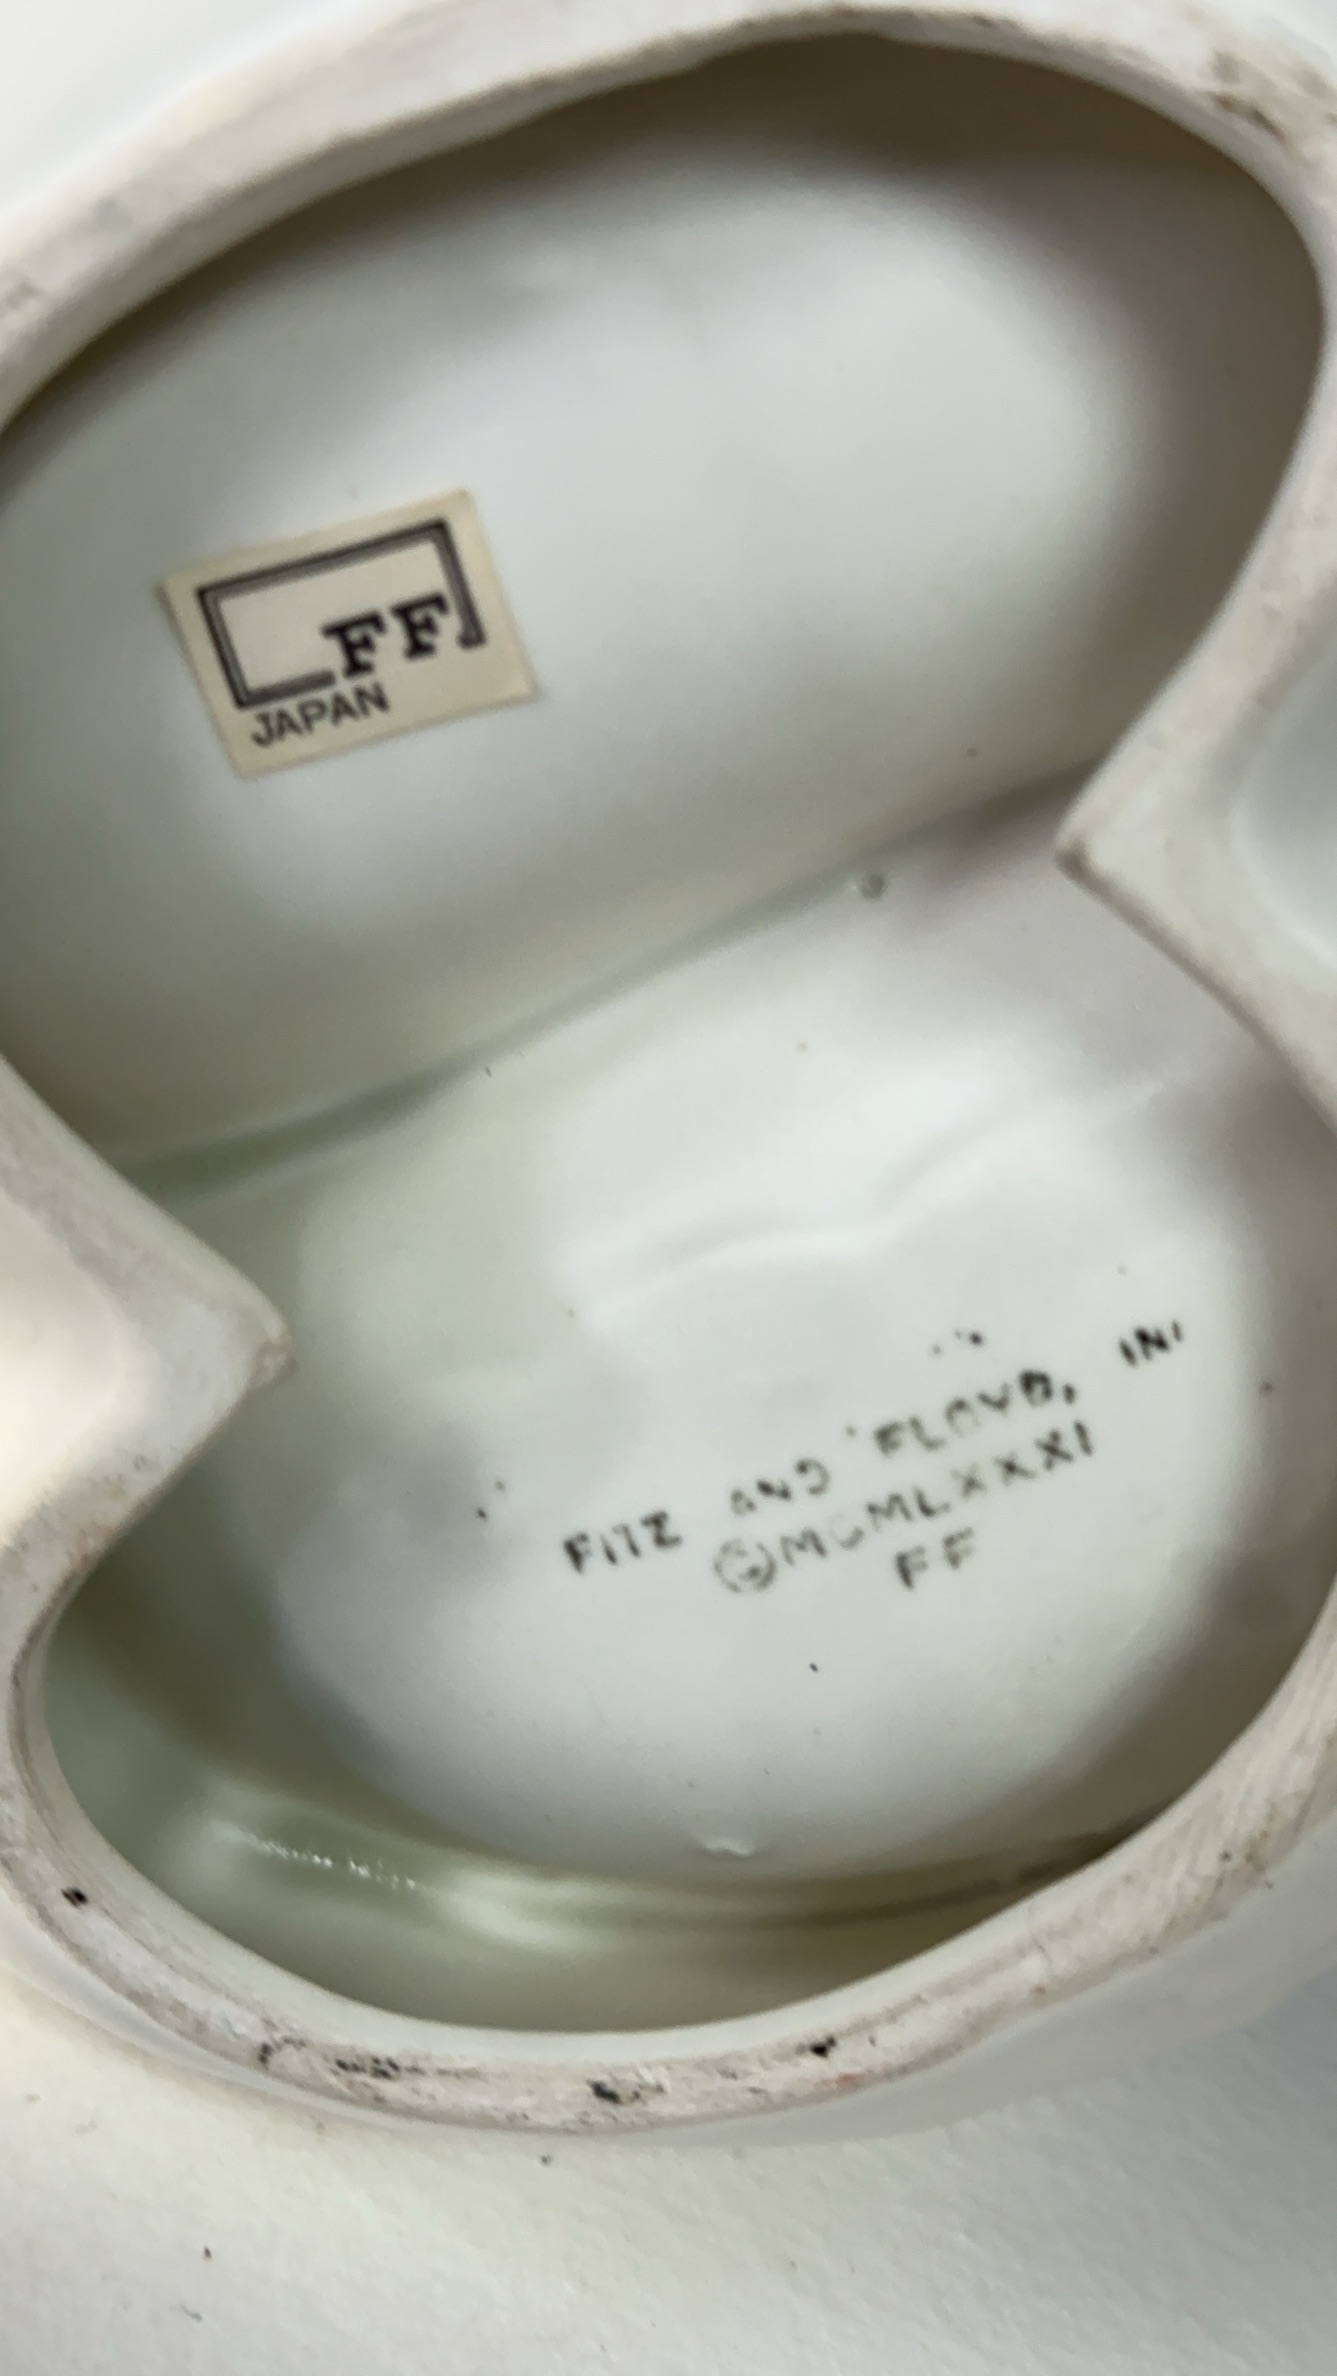 FF
JAPAN
FITZ AND FLOYD, IN
©MCMLXXXI
FF